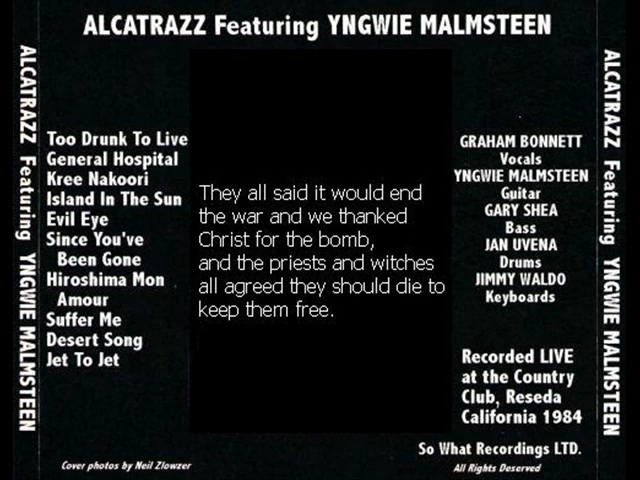 ALCATRAZZ Featuring YNGWIE MALMSTEEN
ALCATRAZZ Featuring YNGWIE MALMSTEEN
Too Drunk To Live
General Hospital
Kree Nakoori
Island In The Sun
Evil Eye
Since You've
Been Gone
Hiroshima Mon
Amour
Suffer Me
Desert Song
Jet To Jet
They all said it would end
the war and we thanked
Christ for the bomb,
and the priests and witches
all agreed they should die to
keep them free.
GRAHAM BONNETT
Vocals
YNGWIE MALMSTEEN
Guitar
GARY SHEA
Bass
JAN UVENA
Drums
JIMMY WALDO
Keyboards
Recorded LIVE
at the Country
Club, Reseda
California 1984
So What Recordings LTD.
All Rights Deserved
Cover photos by Neil Zlowzer
ALCATRAZZ Featuring YNGWIE MALMSTEEN